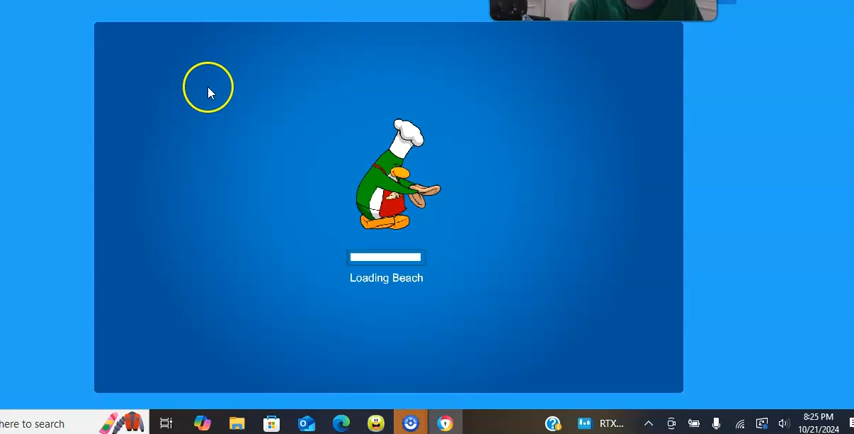 Loading Beach
here to search
RTX...
8:25 PM
10/21/2024